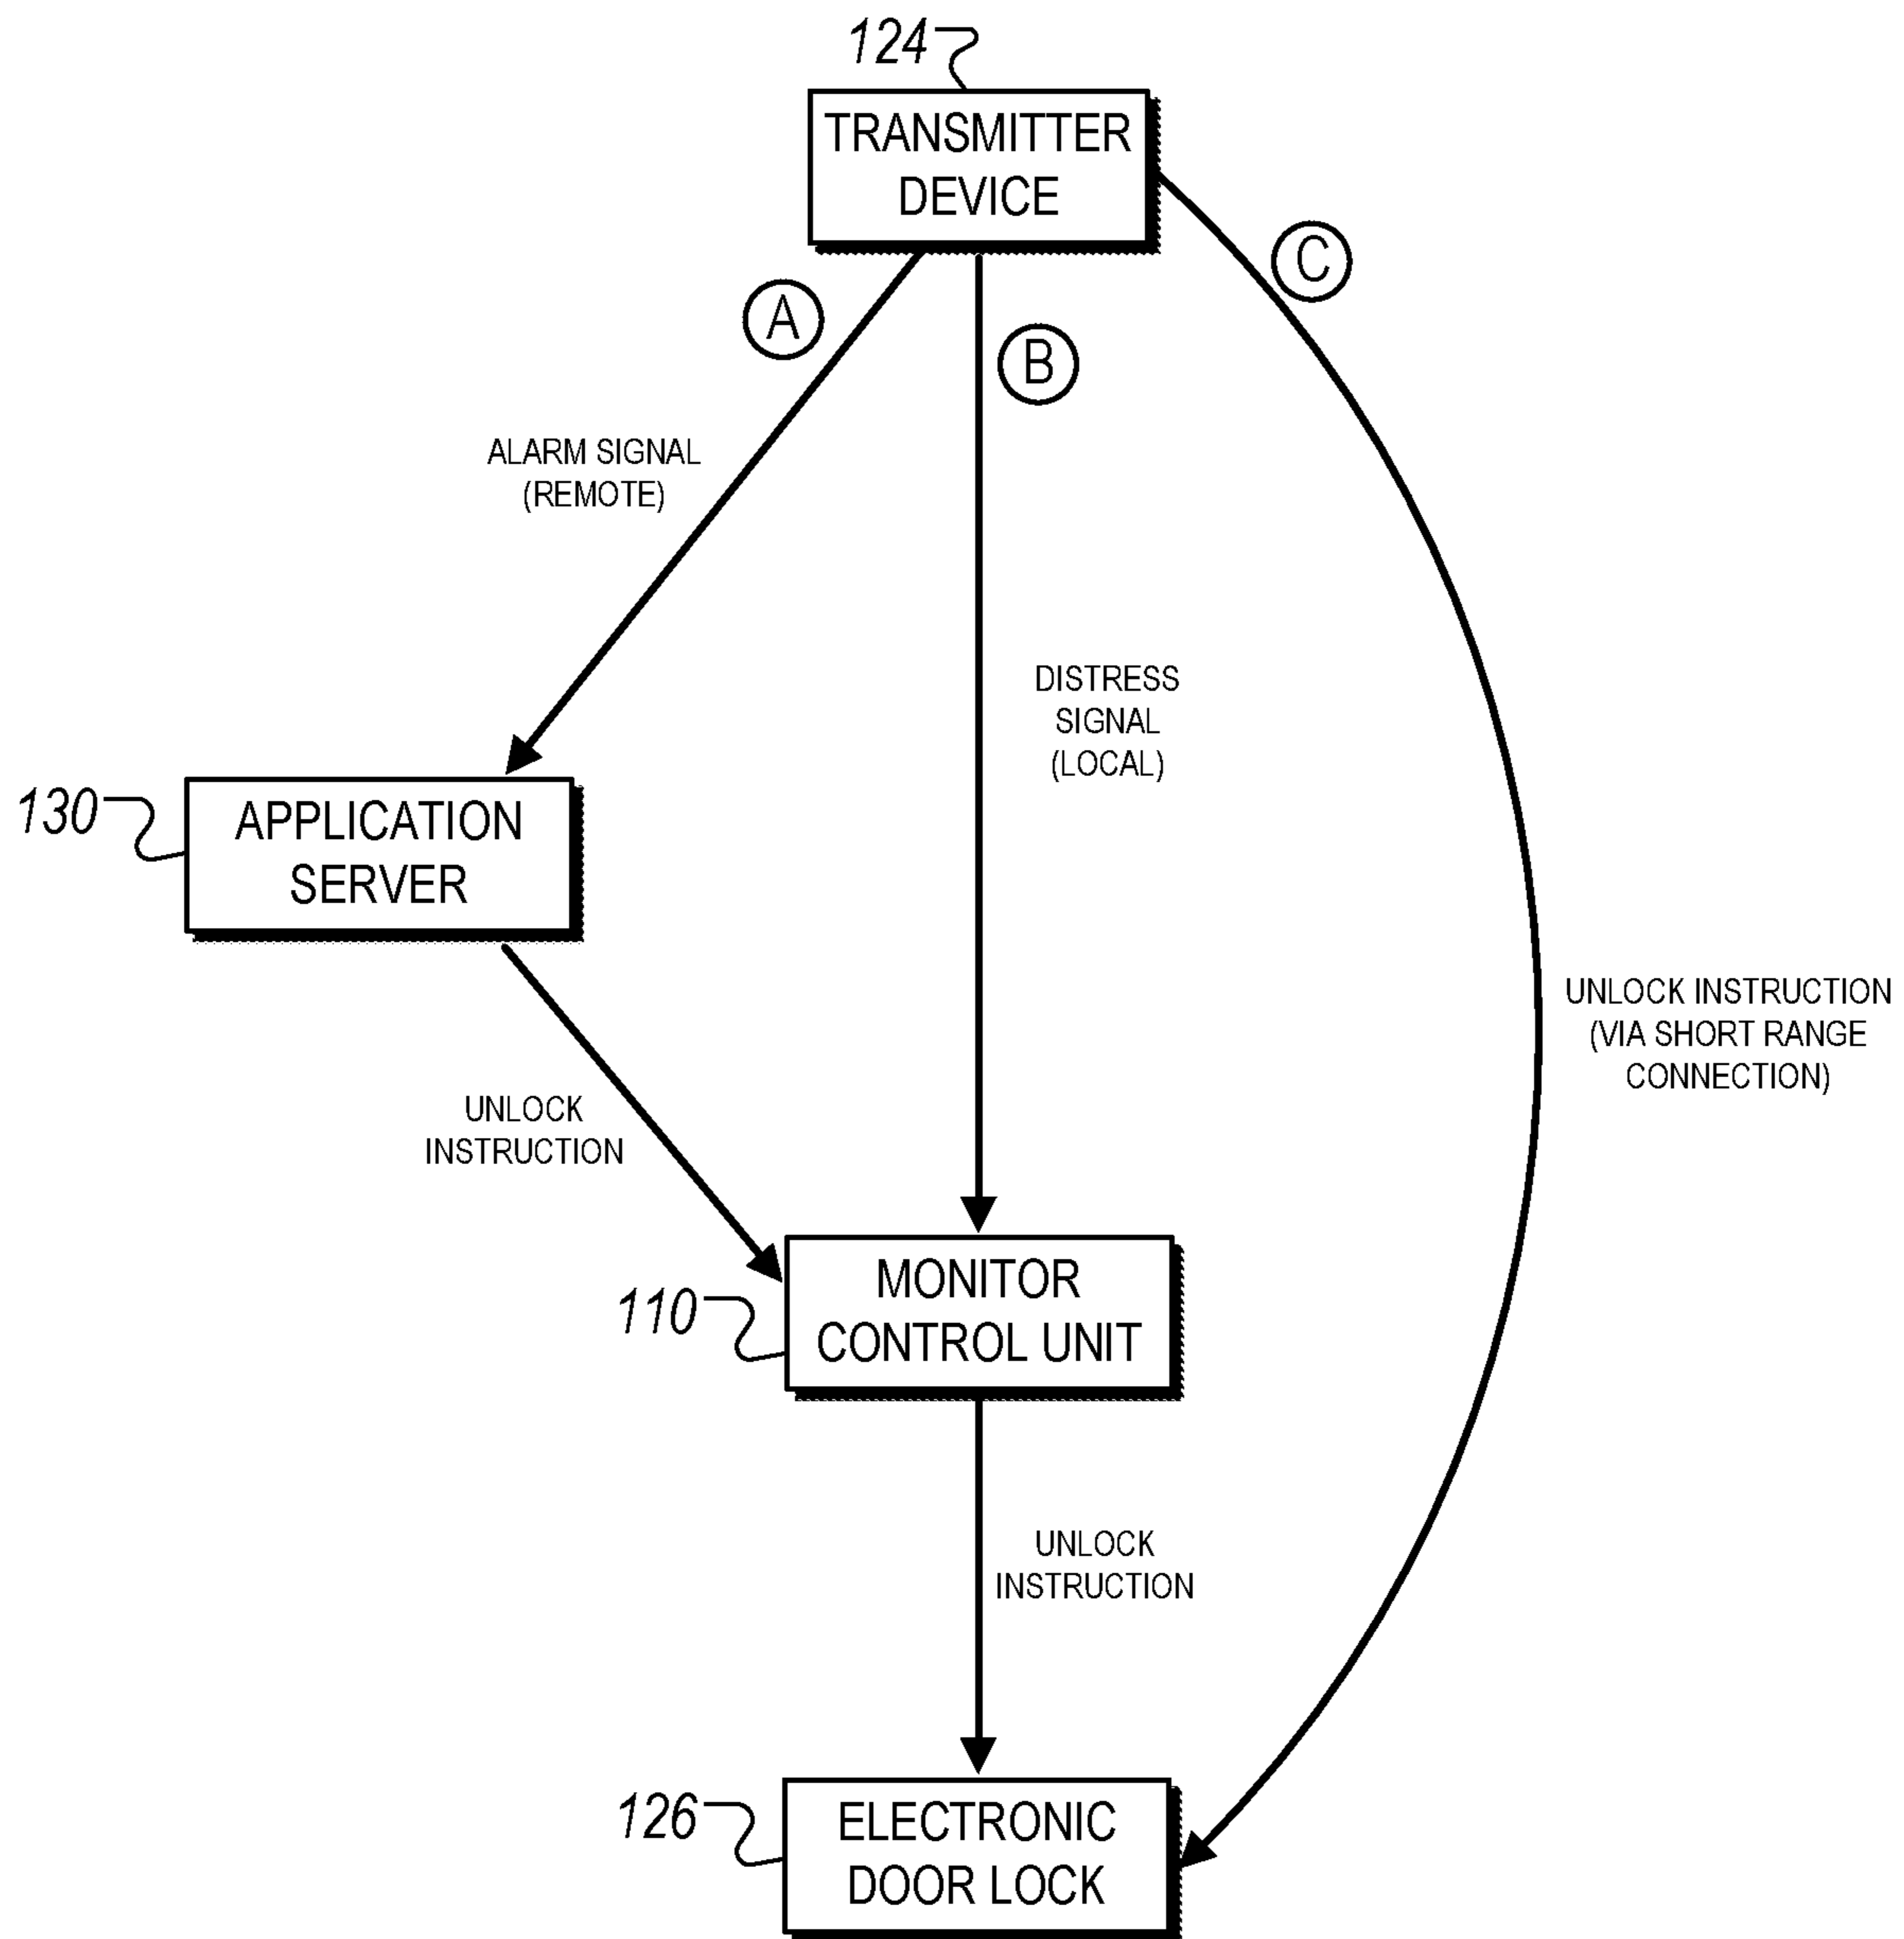 124
TRANSMITTER
DEVICE
A
B
C
ALARM SIGNAL
(REMOTE)
DISTRESS
SIGNAL
(LOCAL)
130
APPLICATION
SERVER
UNLOCK INSTRUCTION
(VIA SHORT RANGE
CONNECTION)
UNLOCK
INSTRUCTION
110
MONITOR
CONTROL UNIT
UNLOCK
INSTRUCTION
126
ELECTRONIC
DOOR LOCK